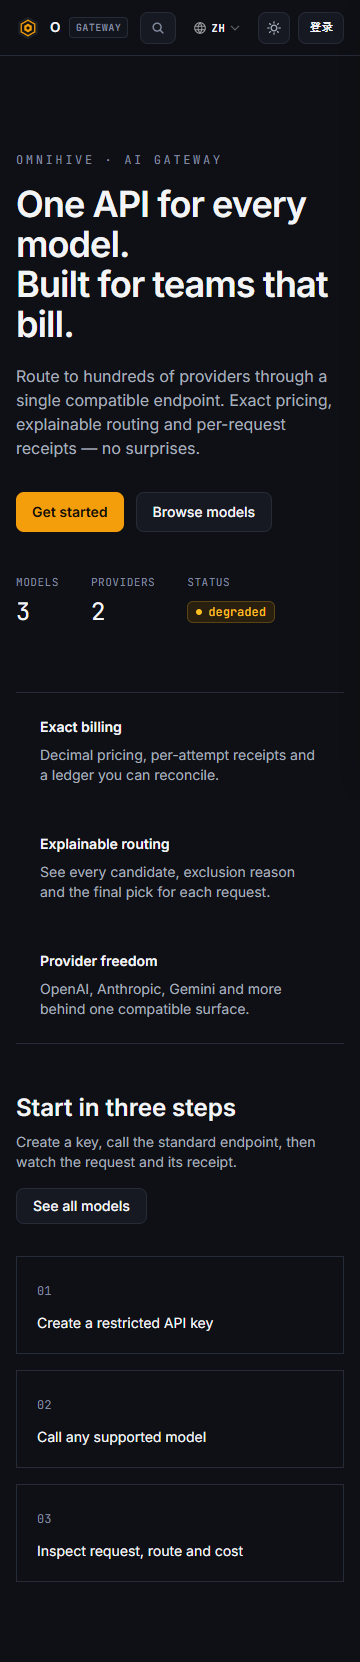 O GATEWAY ZH 登录
OMNIHIVE · AI GATEWAY
One API for every
model.
Built for teams that
bill.
Route to hundreds of providers through a
single compatible endpoint. Exact pricing,
explainable routing and per-request
receipts — no surprises.
Get started Browse models
MODELS PROVIDERS STATUS
3 2 degraded
Exact billing
Decimal pricing, per-attempt receipts and
a ledger you can reconcile.
Explainable routing
See every candidate, exclusion reason
and the final pick for each request.
Provider freedom
OpenAI, Anthropic, Gemini and more
behind one compatible surface.
Start in three steps
Create a key, call the standard endpoint, then
watch the request and its receipt.
See all models
01
Create a restricted API key
02
Call any supported model
03
Inspect request, route and cost